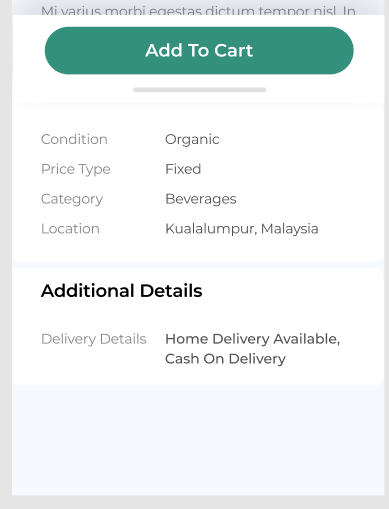 Mi varius morbi egestas dictum tempor nisl. In
Add To Cart
Condition Organic
Price Type Fixed
Category Beverages
Location Kualalumpur, Malaysia
Additional Details
Delivery Details Home Delivery Available,
Cash On Delivery